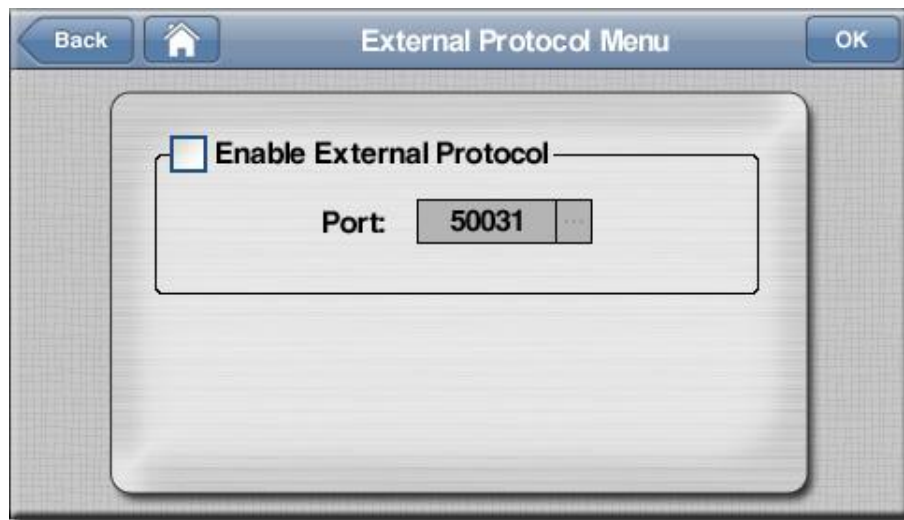 Back External Protocol Menu OK
Enable External Protocol
Port: 50031 ...